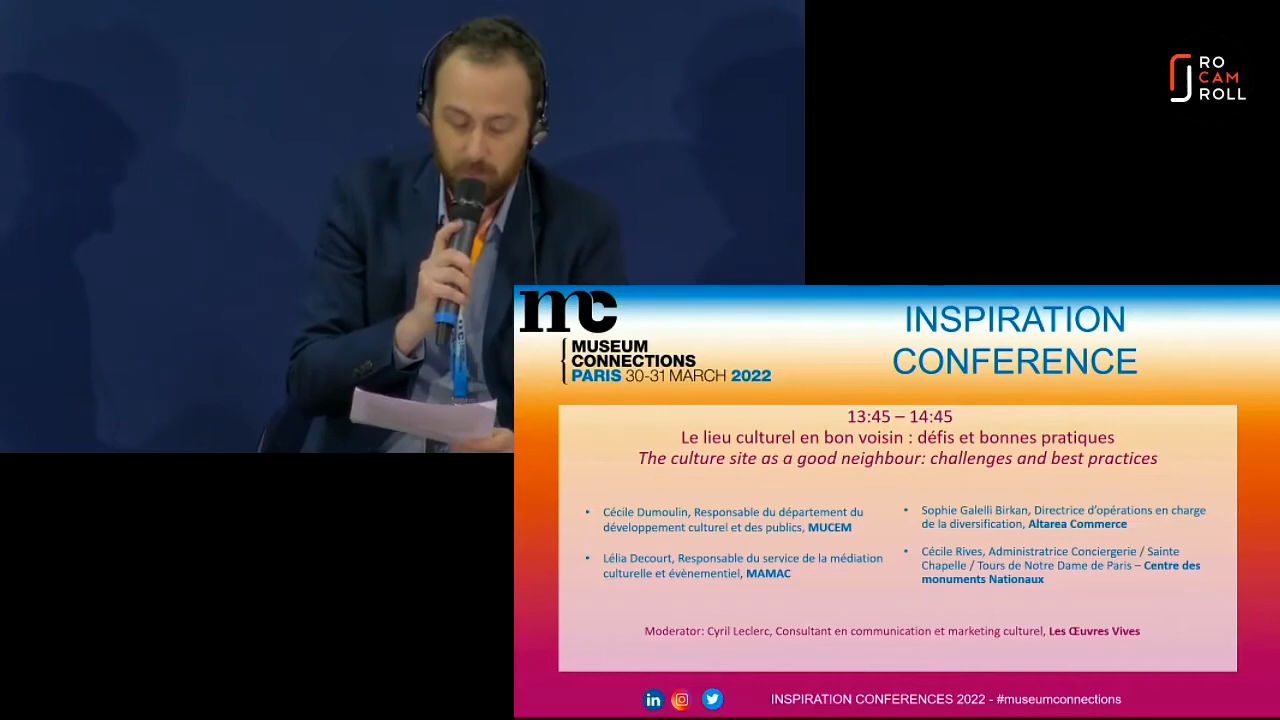 RO
CAM
ROLL
mc
MUSEUM
CONNECTIONS
PARIS 30-31 MARCH 2022
INSPIRATION
CONFERENCE
13:45 – 14:45
Le lieu culturel en bon voisin : défis et bonnes pratiques
The culture site as a good neighbour: challenges and best practices
• Cécile Dumoulin, Responsable du département du
développement culturel et des publics, MUCEM
• Lélia Decourt, Responsable du service de la médiation
culturelle et évènementiel, MAMAC
• Sophie Galelli Birkan, Directrice d'opérations en charge
de la diversification, Altarea Commerce
• Cécile Rives, Administratrice Conciergerie / Sainte
Chapelle / Tours de Notre Dame de Paris – Centre des
monuments Nationaux
Moderator: Cyril Leclerc, Consultant en communication et marketing culturel, Les Œuvres Vives
INSPIRATION CONFERENCES 2022 - #museumconnections